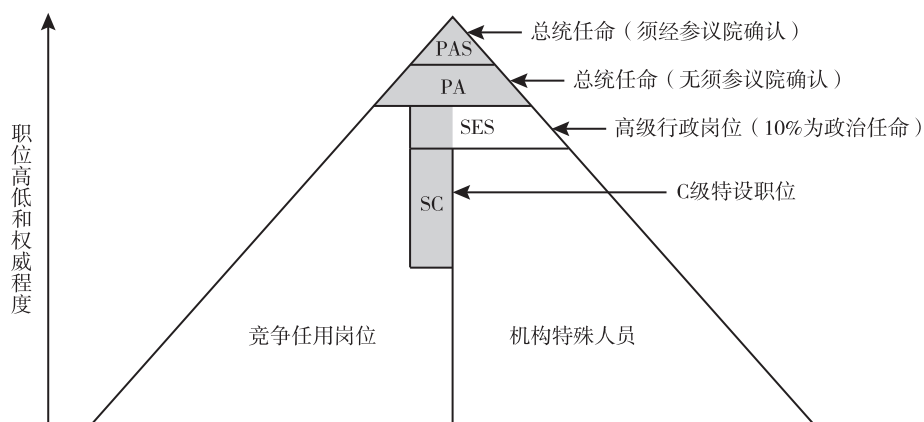 总统任命（须经参议院确认）
PAS
总统任命（无须参议院确认）
PA
SES
高级行政岗位（10%为政治任命）
职位高低和权威程度
C级特设职位
SC
竞争任用岗位
机构特殊人员